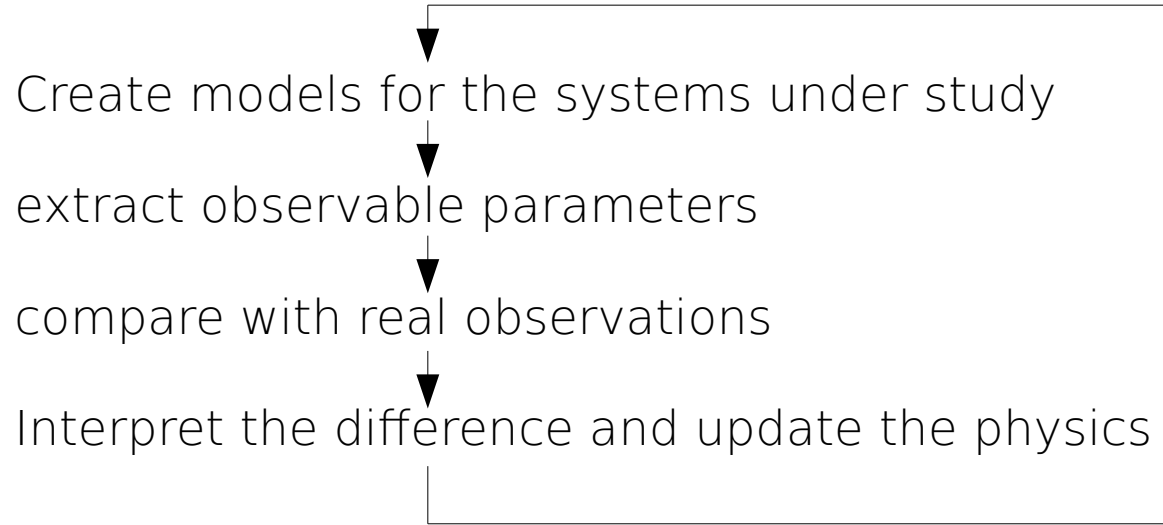 Create models for the systems under study
extract observable parameters
compare with real observations
Interpret the difference and update the physics